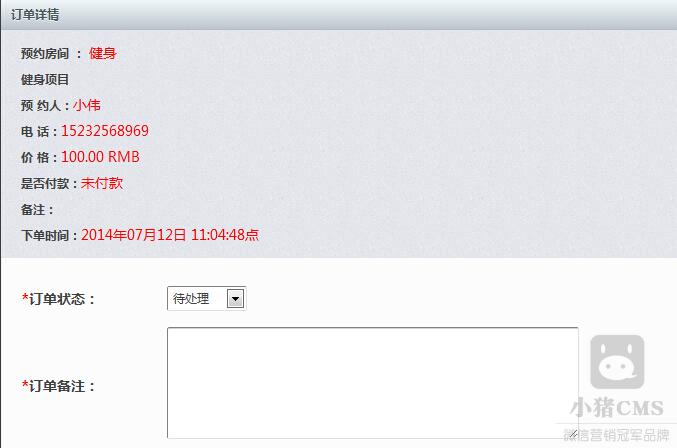 订单详情
预约房间 ： 健身
健身项目
预 约人：小伟
电 话：15232568969
价 格：100.00 RMB
是否付款：未付款
备注：
下单时间：2014年07月12日 11:04:48点
*订单状态： 待处理
*订单备注：
小猪CMS
微信营销冠军品牌